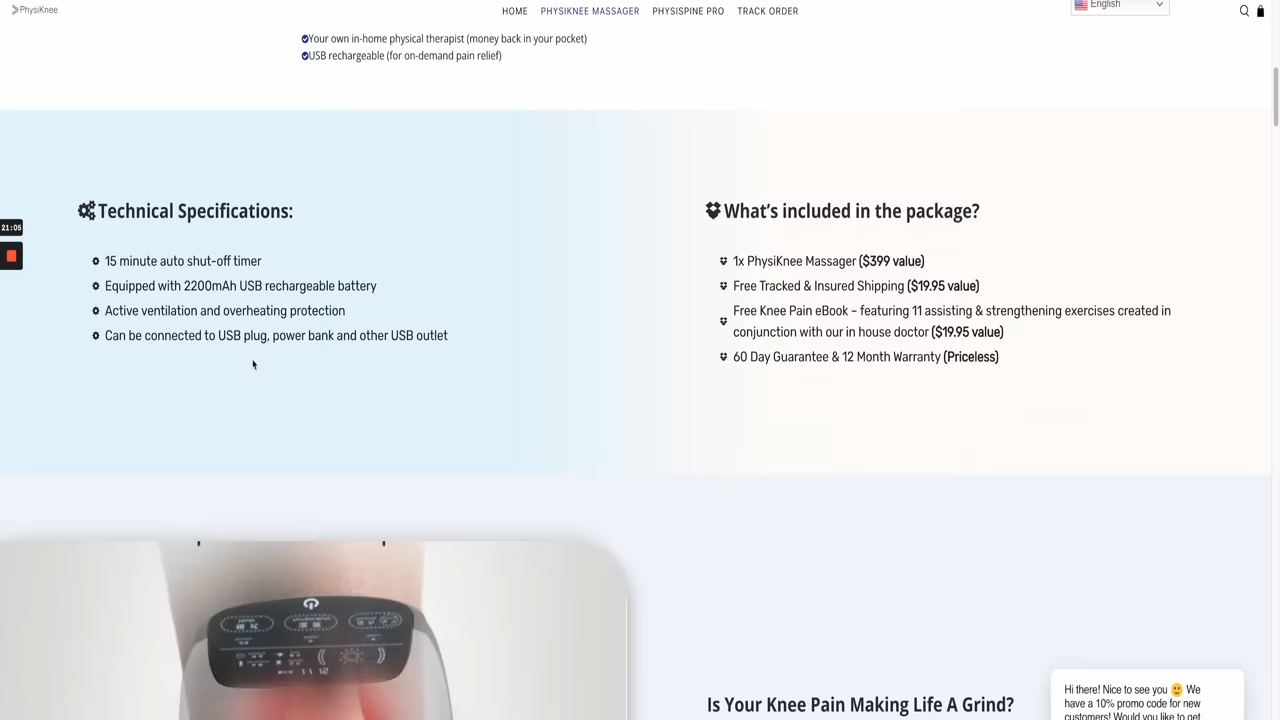 PhysiKnee
HOME
PHYSIKNEE MASSAGER
PHYSISPINE PRO
TRACK ORDER
English
Your own in-home physical therapist (money back in your pocket)
USB rechargeable (for on-demand pain relief)
21:05
Technical Specifications:
15 minute auto shut-off timer
Equipped with 2200mAh USB rechargeable battery
Active ventilation and overheating protection
Can be connected to USB plug, power bank and other USB outlet
What's included in the package?
1x PhysiKnee Massager ($399 value)
Free Tracked & Insured Shipping ($19.95 value)
Free Knee Pain eBook – featuring 11 assisting & strengthening exercises created in
conjunction with our in house doctor ($19.95 value)
60 Day Guarantee & 12 Month Warranty (Priceless)
Is Your Knee Pain Making Life A Grind?
Hi there! Nice to see you 🙂 We
have a 10% promo code for new
customers! Would you like to get